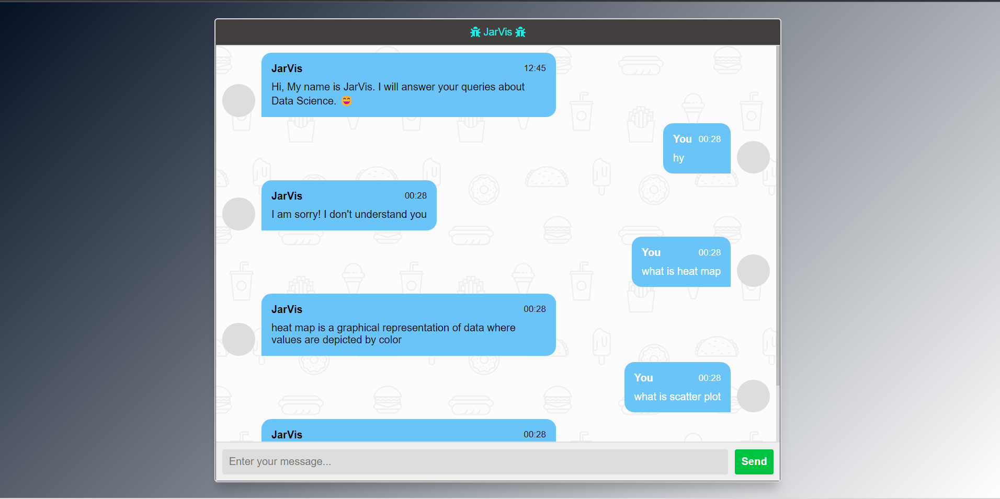 JarVis
JarVis 12:45
Hi, My name is JarVis. I will answer your queries about
Data Science. 😄
You 00:28
hy
JarVis 00:28
I am sorry! I don't understand you
You 00:28
what is heat map
JarVis 00:28
heat map is a graphical representation of data where
values are depicted by color
You 00:28
what is scatter plot
JarVis 00:28
Enter your message...
Send